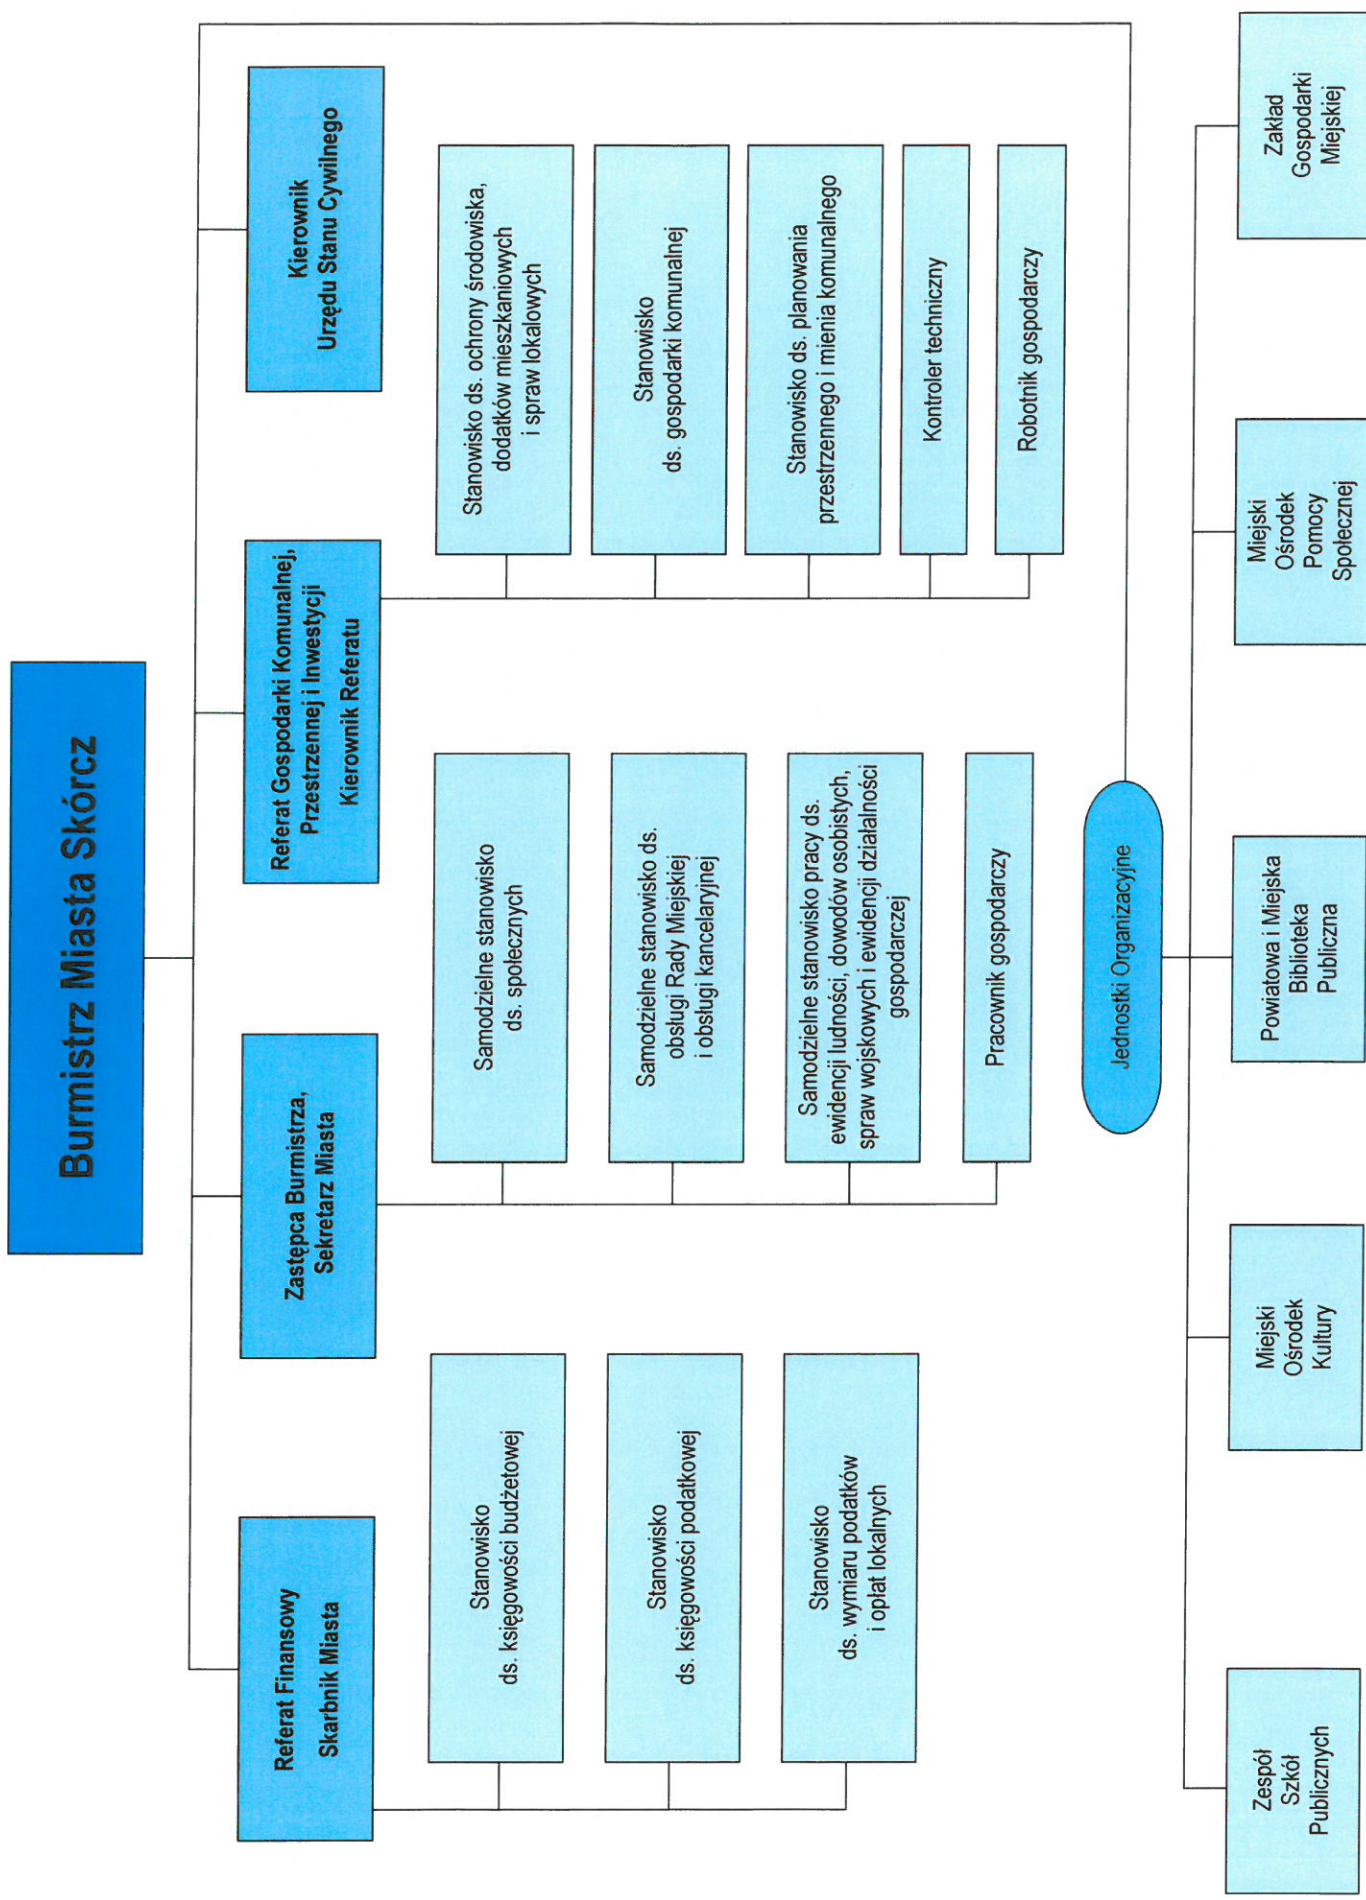 Burmistrz Miasta Skórcz
Referat Finansowy
Skarbnik Miasta
Stanowisko
ds. księgowości budżetowej
Stanowisko
ds. księgowości podatkowej
Stanowisko
ds. wymiaru podatków
i opłat lokalnych
Zastępca Burmistrza,
Sekretarz Miasta
Samodzielne stanowisko
ds. społecznych
Samodzielne stanowisko ds.
obsługi Rady Miejskiej
i obsługi kancelaryjnej
Samodzielne stanowisko pracy ds.
ewidencji ludności, dowodów osobistych,
spraw wojskowych i ewidencji działalności
gospodarczej
Pracownik gospodarczy
Referat Gospodarki Komunalnej,
Przestrzennej i Inwestycji
Kierownik Referatu
Stanowisko ds. ochrony środowiska,
dodatków mieszkaniowych
i spraw lokalowych
Stanowisko
ds. gospodarki komunalnej
Stanowisko ds. planowania
przestrzennego i mienia komunalnego
Kontroler techniczny
Robotnik gospodarczy
Kierownik
Urzędu Stanu Cywilnego
Jednostki Organizacyjne
Zespół
Szkół
Publicznych
Miejski
Ośrodek
Kultury
Powiatowa i Miejska
Biblioteka
Publiczna
Miejski
Ośrodek
Pomocy
Społecznej
Zakład
Gospodarki
Miejskiej